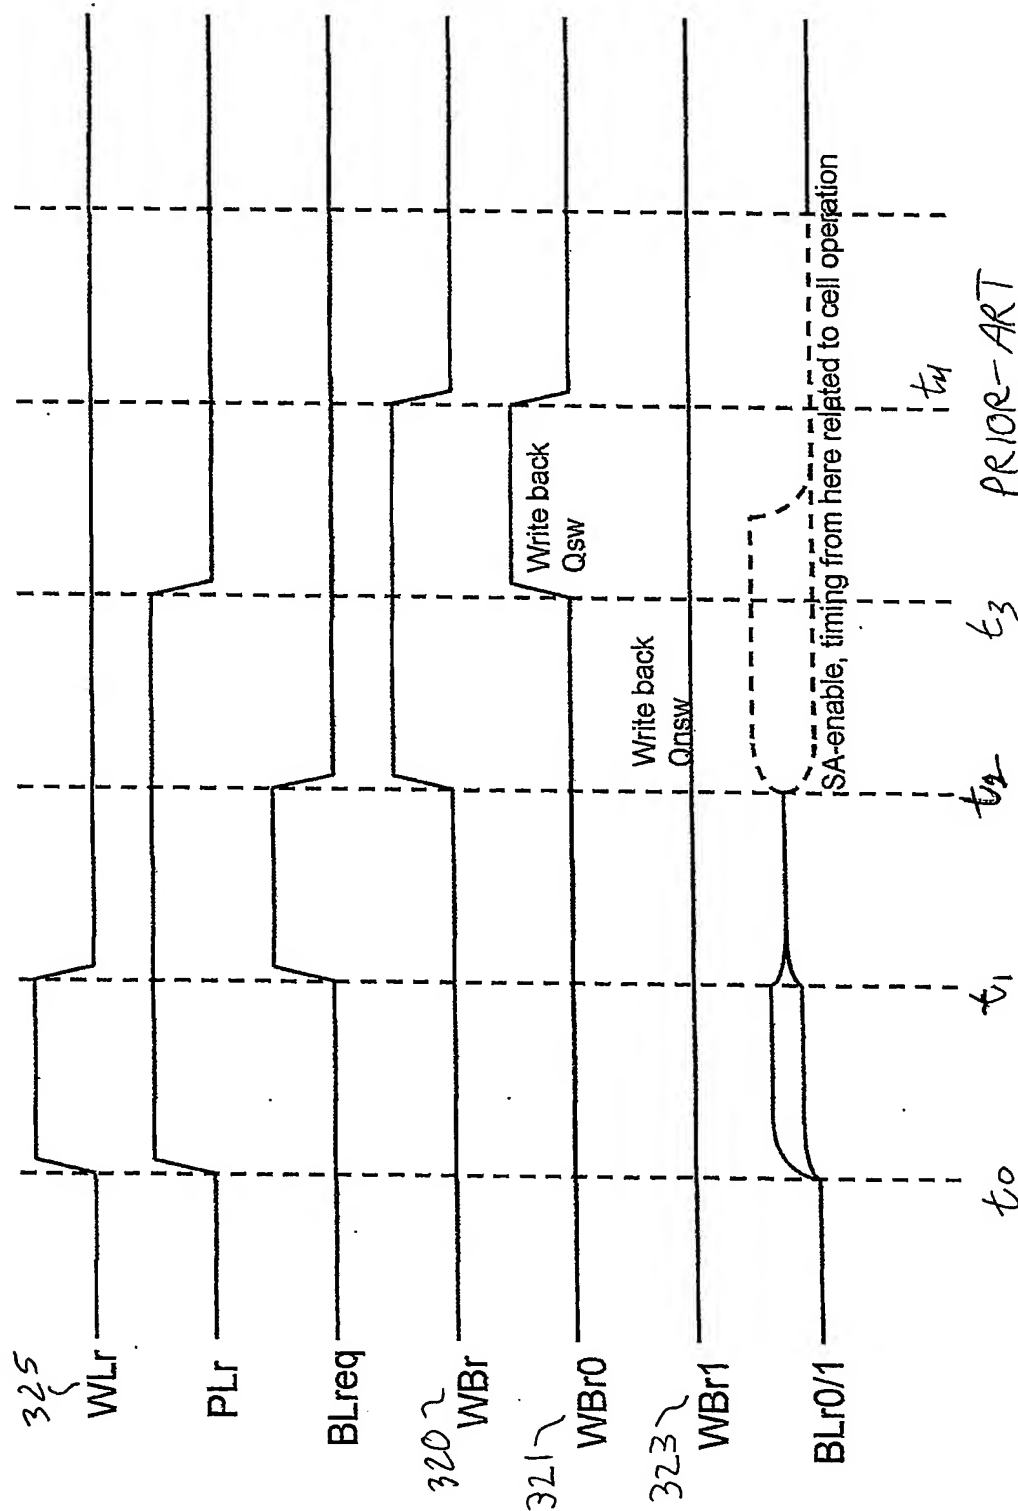 325
WLr
PLr
BLreq
320
WBr
321
WBr0
323
WBr1
BLr0/1
Write back
Qsw
Write back
Qnsw
SA-enable, timing from here related to cell operation
t0
t1
t2
t3
t4
PRIOR-ART